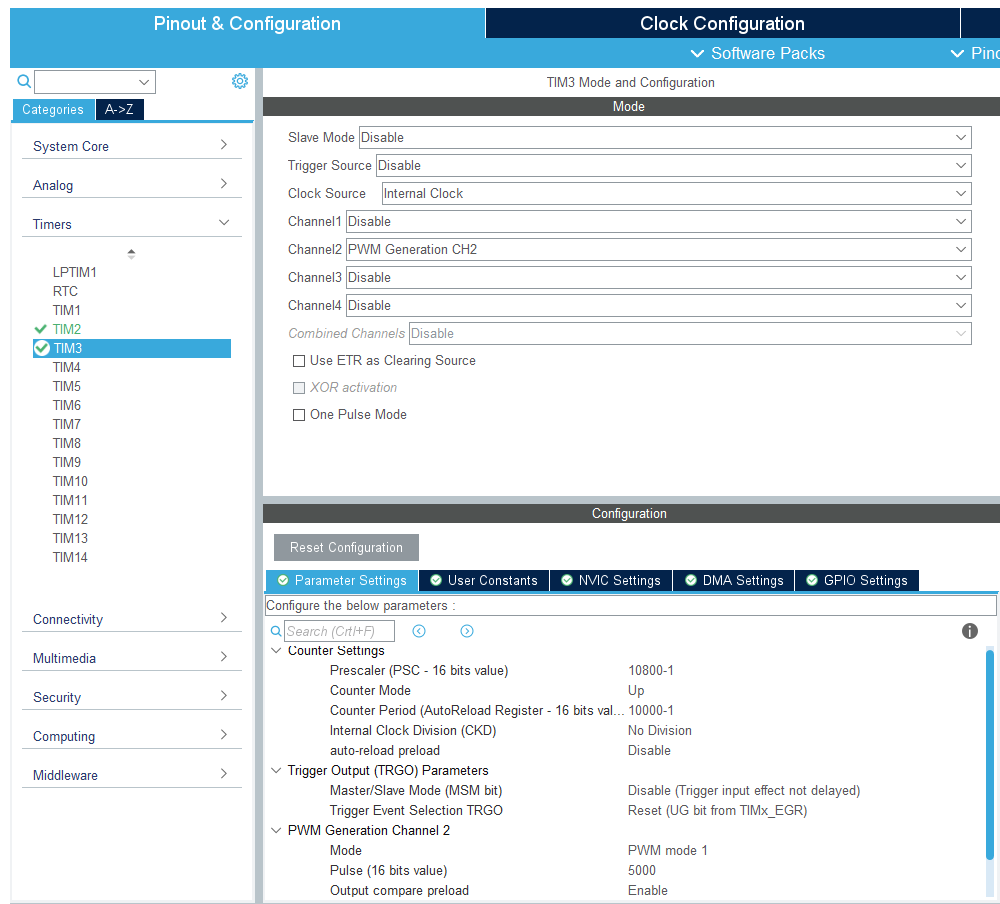 Pinout & Configuration
Clock Configuration
Software Packs
Pinc
Categories
A->Z
System Core
Analog
Timers
LPTIM1
RTC
TIM1
TIM2
TIM3
TIM4
TIM5
TIM6
TIM7
TIM8
TIM9
TIM10
TIM11
TIM12
TIM13
TIM14
Connectivity
Multimedia
Security
Computing
Middleware
TIM3 Mode and Configuration
Mode
Slave Mode Disable
Trigger Source Disable
Clock Source Internal Clock
Channel1 Disable
Channel2 PWM Generation CH2
Channel3 Disable
Channel4 Disable
Combined Channels Disable
Use ETR as Clearing Source
XOR activation
One Pulse Mode
Configuration
Reset Configuration
Parameter Settings User Constants NVIC Settings DMA Settings GPIO Settings
Configure the below parameters :
Search (Crtl+F)
Counter Settings
Prescaler (PSC - 16 bits value) 10800-1
Counter Mode Up
Counter Period (AutoReload Register - 16 bits val... 10000-1
Internal Clock Division (CKD) No Division
auto-reload preload Disable
Trigger Output (TRGO) Parameters
Master/Slave Mode (MSM bit) Disable (Trigger input effect not delayed)
Trigger Event Selection TRGO Reset (UG bit from TIMx_EGR)
PWM Generation Channel 2
Mode PWM mode 1
Pulse (16 bits value) 5000
Output compare preload Enable